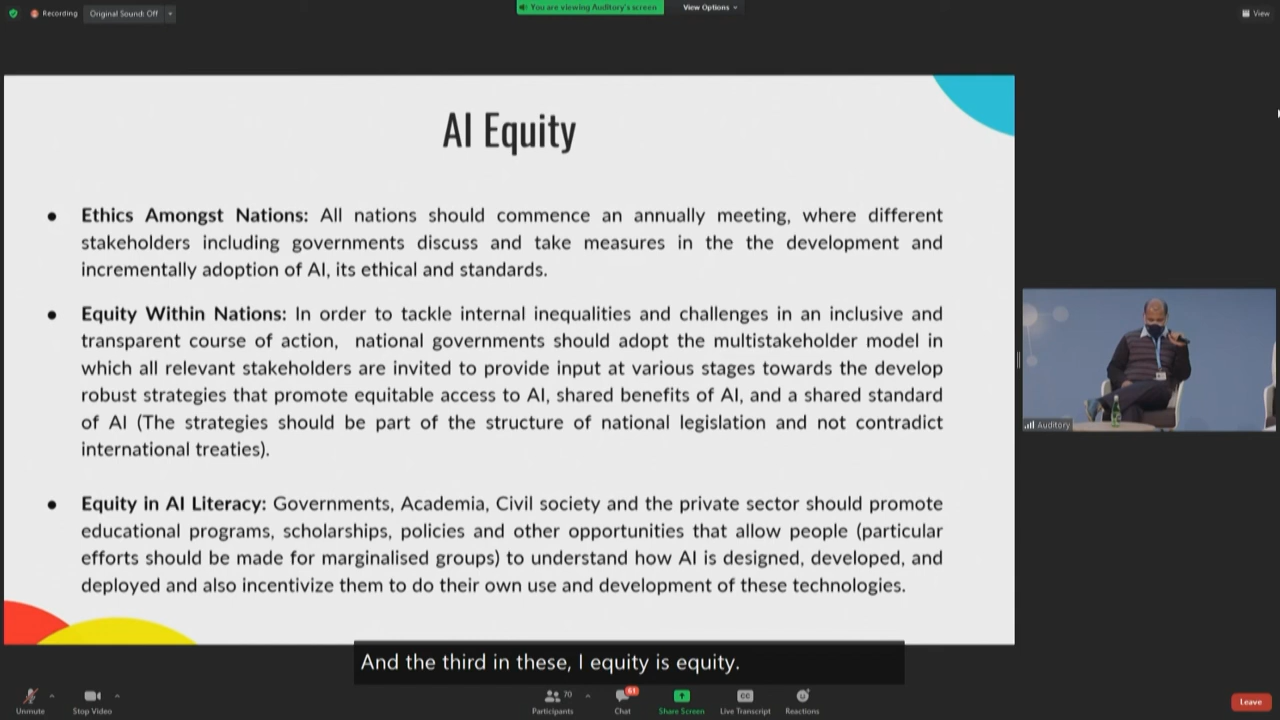 Recording
Original Sound: Off
You are viewing Auditory's screen
View Options
View
AI Equity
● Ethics Amongst Nations: All nations should commence an annually meeting, where different
stakeholders including governments discuss and take measures in the the development and
incrementally adoption of AI, its ethical and standards.
● Equity Within Nations: In order to tackle internal inequalities and challenges in an inclusive and
transparent course of action, national governments should adopt the multistakeholder model in
which all relevant stakeholders are invited to provide input at various stages towards the develop
robust strategies that promote equitable access to AI, shared benefits of AI, and a shared standard
of AI (The strategies should be part of the structure of national legislation and not contradict
international treaties).
● Equity in AI Literacy: Governments, Academia, Civil society and the private sector should promote
educational programs, scholarships, policies and other opportunities that allow people (particular
efforts should be made for marginalised groups) to understand how AI is designed, developed, and
deployed and also incentivize them to do their own use and development of these technologies.
Auditory
And the third in these, I equity is equity.
Unmute
Stop Video
70
Participants
61
Chat
Share Screen
CC
Live Transcript
Reactions
Leave